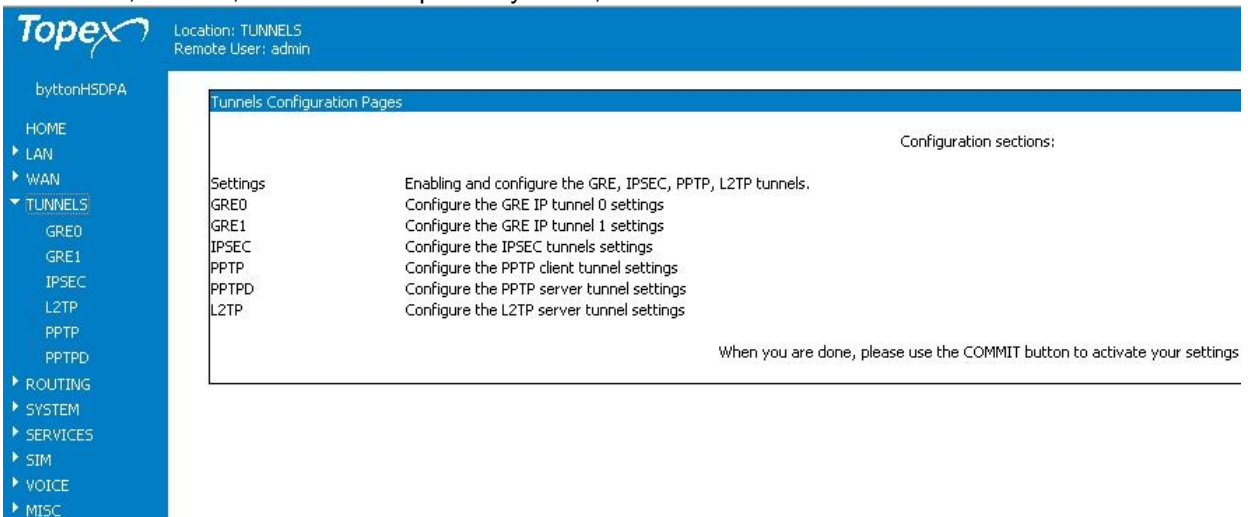 Topex
Location: TUNNELS
Remote User: admin
byttonHSDPA
HOME
LAN
WAN
TUNNELS
GRE0
GRE1
IPSEC
L2TP
PPTP
PPTPD
ROUTING
SYSTEM
SERVICES
SIM
VOICE
MISC
Tunnels Configuration Pages
Configuration sections:
Settings Enabling and configure the GRE, IPSEC, PPTP, L2TP tunnels.
GRE0 Configure the GRE IP tunnel 0 settings
GRE1 Configure the GRE IP tunnel 1 settings
IPSEC Configure the IPSEC tunnels settings
PPTP Configure the PPTP client tunnel settings
PPTPD Configure the PPTP server tunnel settings
L2TP Configure the L2TP server tunnel settings
When you are done, please use the COMMIT button to activate your settings